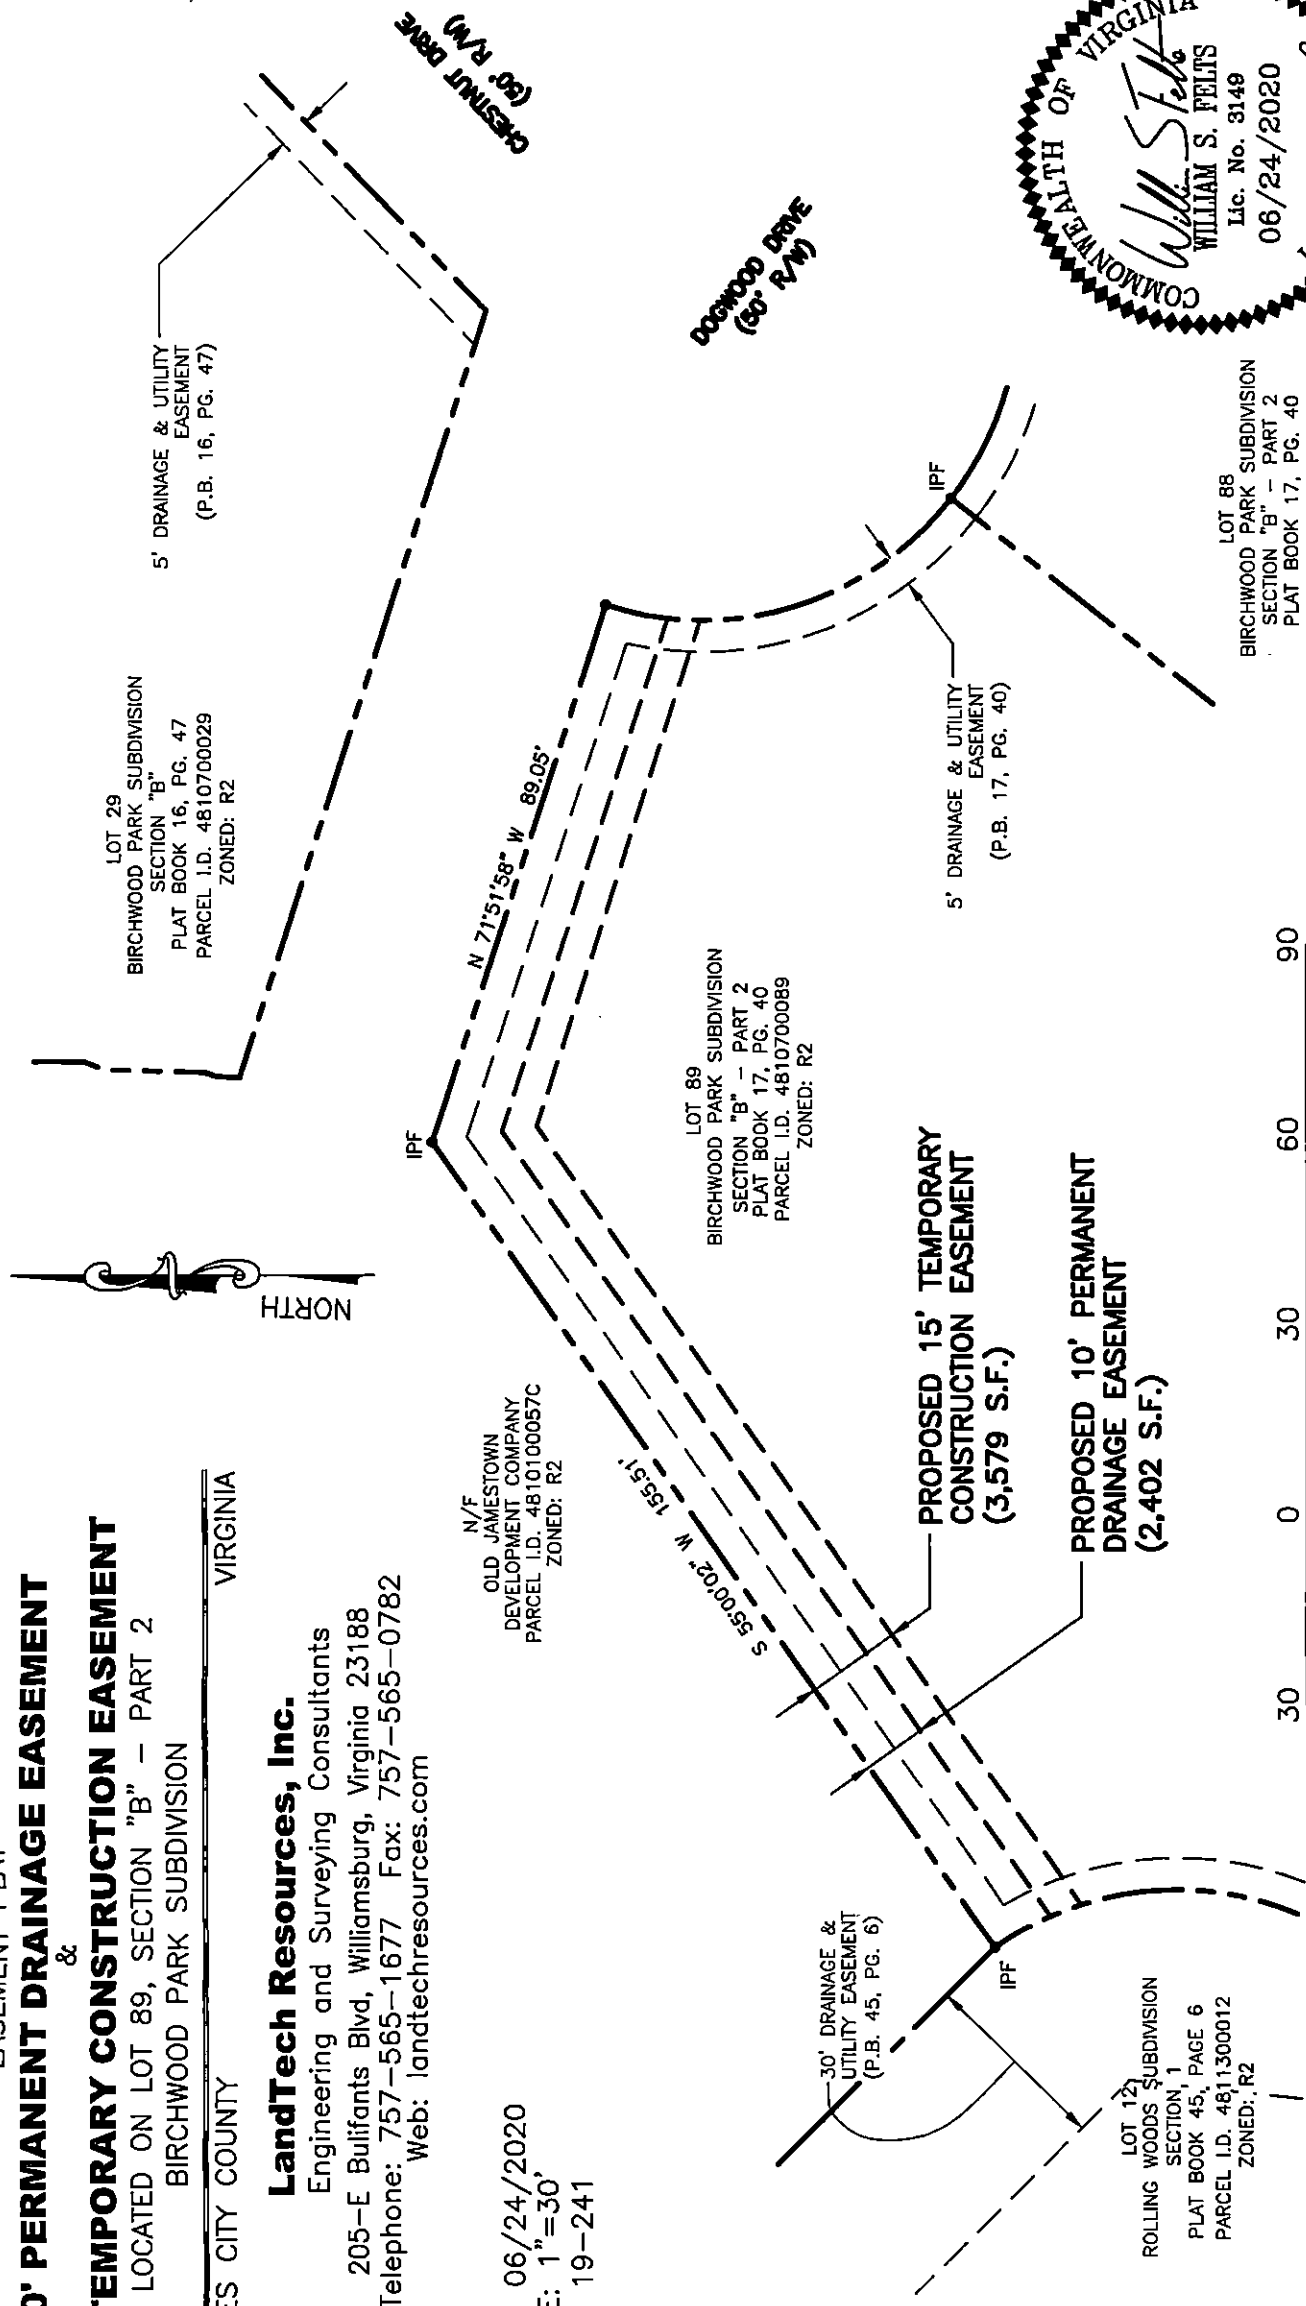 EASEMENT PLAT
0' PERMANENT DRAINAGE EASEMENT
&
TEMPORARY CONSTRUCTION EASEMENT
LOCATED ON LOT 89, SECTION "B" – PART 2
BIRCHWOOD PARK SUBDIVISION
ES CITY COUNTY VIRGINIA
LandTech Resources, Inc.
Engineering and Surveying Consultants
205–E Bulifants Blvd, Williamsburg, Virginia 23188
Telephone: 757–565–1677 Fax: 757–565–0782
Web: landtechresources.com
06/24/2020
E: 1"=30'
19–241
NORTH
LOT 29
BIRCHWOOD PARK SUBDIVISION
SECTION "B"
PLAT BOOK 16, PG. 47
PARCEL I.D. 4810700029
ZONED: R2
5' DRAINAGE & UTILITY
EASEMENT
(P.B. 16, PG. 47)
CHESTNUT DRIVE
(50' R/W)
DOGWOOD DRIVE
(50' R/W)
N/F
OLD JAMESTOWN
DEVELOPMENT COMPANY
PARCEL I.D. 4810100057C
ZONED: R2
IPF
N 71°51'58" W 89.05'
S 55°00'02" W 155.51'
LOT 89
BIRCHWOOD PARK SUBDIVISION
SECTION "B" – PART 2
PLAT BOOK 17, PG. 40
PARCEL I.D. 4810700089
ZONED: R2
IPF
5' DRAINAGE & UTILITY
EASEMENT
(P.B. 17, PG. 40)
LOT 88
BIRCHWOOD PARK SUBDIVISION
SECTION "B" – PART 2
PLAT BOOK 17, PG. 40
PROPOSED 15' TEMPORARY
CONSTRUCTION EASEMENT
(3,579 S.F.)
PROPOSED 10' PERMANENT
DRAINAGE EASEMENT
(2,402 S.F.)
30' DRAINAGE &
UTILITY EASEMENT
(P.B. 45, PG. 6)
IPF
LOT 12
ROLLING WOODS SUBDIVISION
SECTION 1
PLAT BOOK 45, PAGE 6
PARCEL I.D. 4811300012
ZONED: R2
30 0 30 60 90
COMMONWEALTH OF VIRGINIA
William S Felts
WILLIAM S. FELTS
Lic. No. 3149
06/24/2020